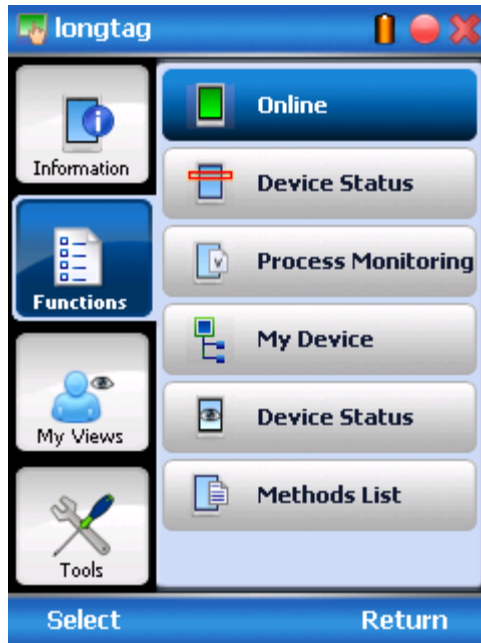 longtag
Information
Functions
My Views
Tools
Online
Device Status
Process Monitoring
My Device
Device Status
Methods List
Select
Return